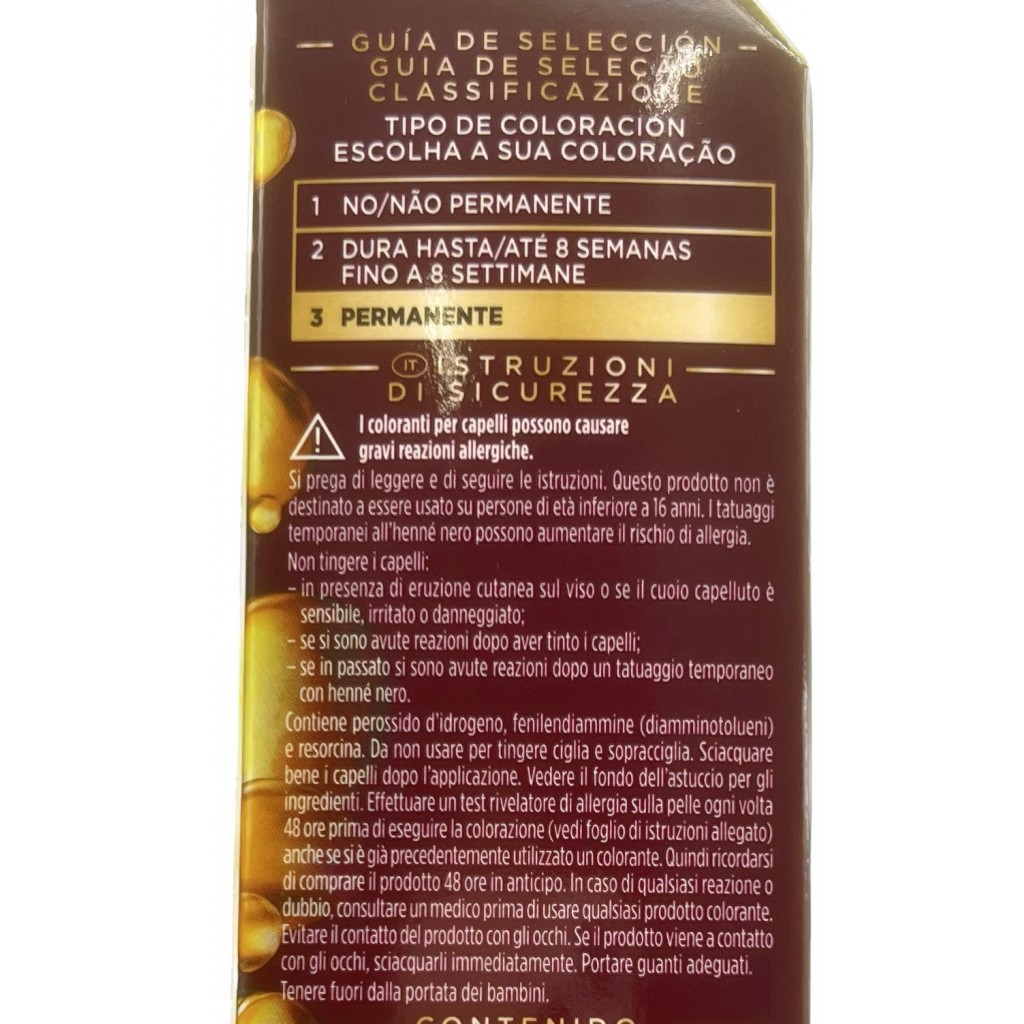 GUÍA DE SELECCIÓN
GUIA DE SELEÇÃO
CLASSIFICAZIONE
TIPO DE COLORACIÓN
ESCOLHA A SUA COLORAÇÃO
1 NO/NÃO PERMANENTE
2 DURA HASTA/ATÉ 8 SEMANAS
FINO A 8 SETTIMANE
3 PERMANENTE
IT ISTRUZIONI
DI SICUREZZA
I coloranti per capelli possono causare
gravi reazioni allergiche.
Si prega di leggere e di seguire le istruzioni. Questo prodotto non è
destinato a essere usato su persone di età inferiore a 16 anni. I tatuaggi
temporanei all'henné nero possono aumentare il rischio di allergia.
Non tingere i capelli:
– in presenza di eruzione cutanea sul viso o se il cuoio capelluto è
sensibile, irritato o danneggiato;
– se si sono avute reazioni dopo aver tinto i capelli;
– se in passato si sono avute reazioni dopo un tatuaggio temporaneo
con henné nero.
Contiene perossido d'idrogeno, fenilendiammine (diamminotolueni)
e resorcina. Da non usare per tingere ciglia e sopracciglia. Sciacquare
bene i capelli dopo l'applicazione. Vedere il fondo dell'astuccio per gli
ingredienti. Effettuare un test rivelatore di allergia sulla pelle ogni volta
48 ore prima di eseguire la colorazione (vedi foglio di istruzioni allegato)
anche se si è già precedentemente utilizzato un colorante. Quindi ricordarsi
di comprare il prodotto 48 ore in anticipo. In caso di qualsiasi reazione o
dubbio, consultare un medico prima di usare qualsiasi prodotto colorante.
Evitare il contatto del prodotto con gli occhi. Se il prodotto viene a contatto
con gli occhi, sciacquarli immediatamente. Portare guanti adeguati.
Tenere fuori dalla portata dei bambini.
CONTENIDO